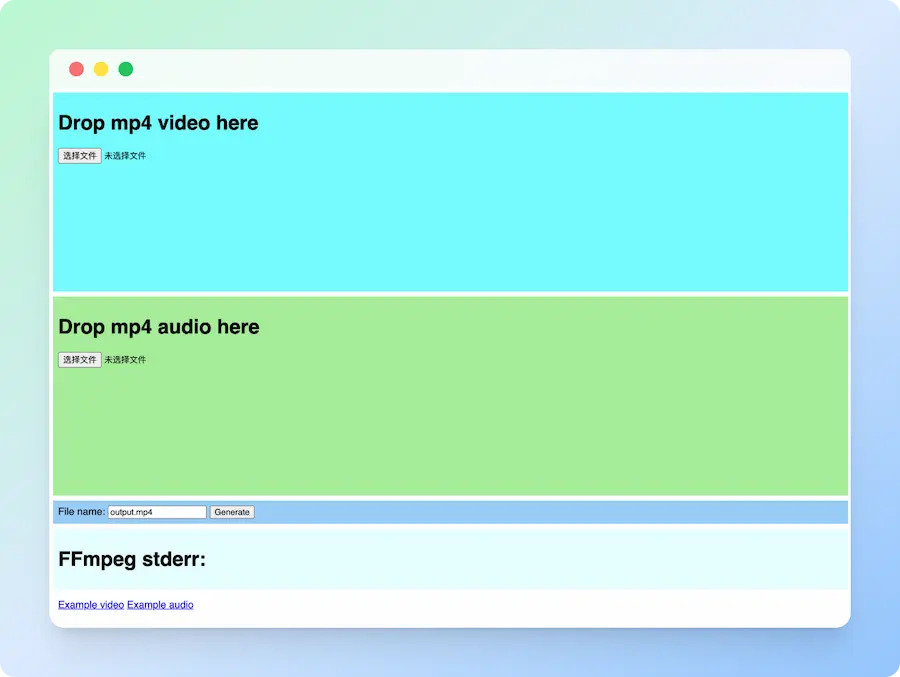 Drop mp4 video here
选择文件 未选择文件
Drop mp4 audio here
选择文件 未选择文件
File name: output.mp4 Generate
FFmpeg stderr:
Example video Example audio